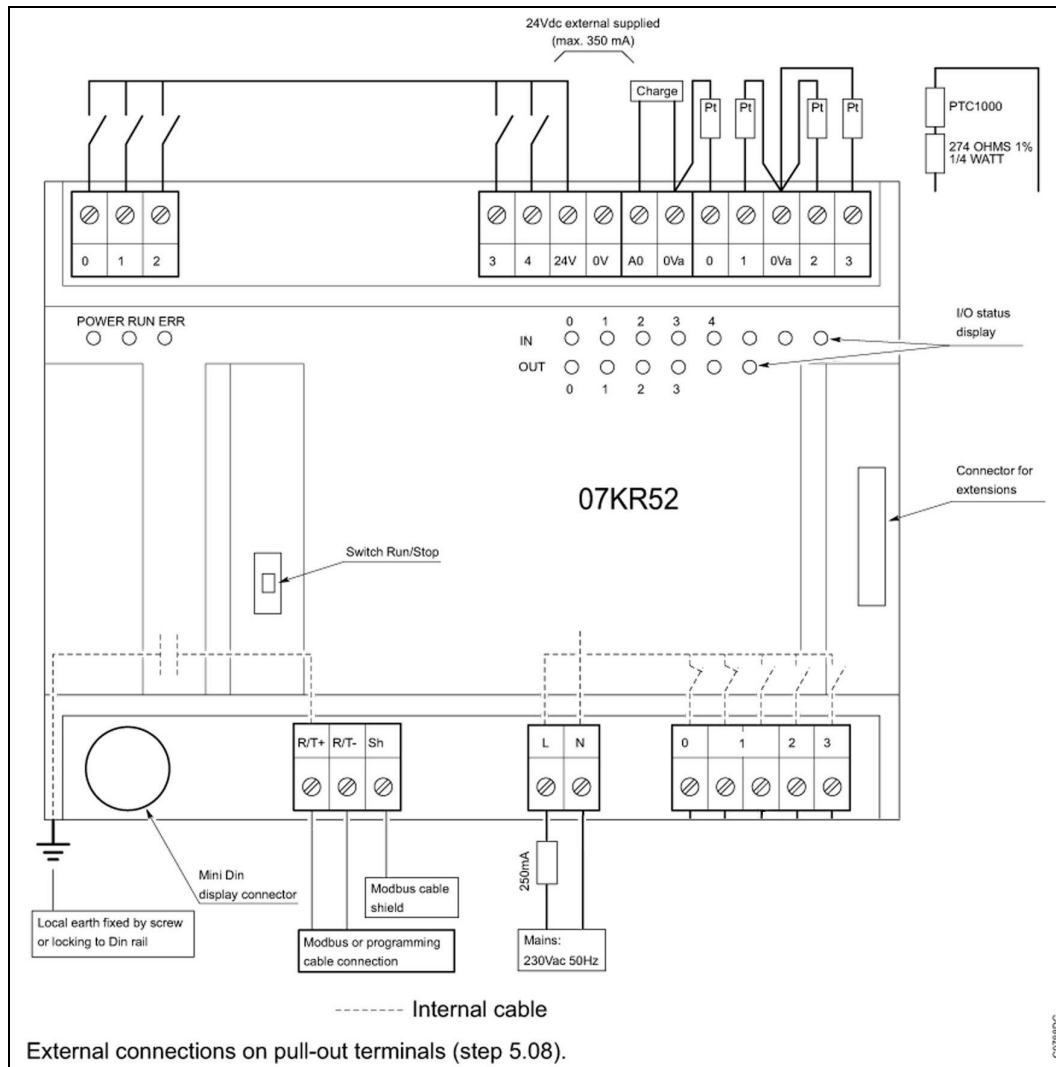 24Vdc external supplied
(max. 350 mA)
Charge
Pt
Pt
Pt
Pt
PTC1000
274 OHMS 1%
1/4 WATT
0 1 2
3 4 24V 0V A0 0Va 0 1 0Va 2 3
POWER RUN ERR
0 1 2 3 4
IN
OUT
0 1 2 3
I/O status
display
07KR52
Connector for
extensions
Switch Run/Stop
R/T+ R/T- Sh
L N
0 1 2 3
250mA
Mini Din
display connector
Modbus cable
shield
Local earth fixed by screw
or locking to Din rail
Modbus or programming
cable connection
Mains:
230Vac 50Hz
Internal cable
External connections on pull-out terminals (step 5.08).